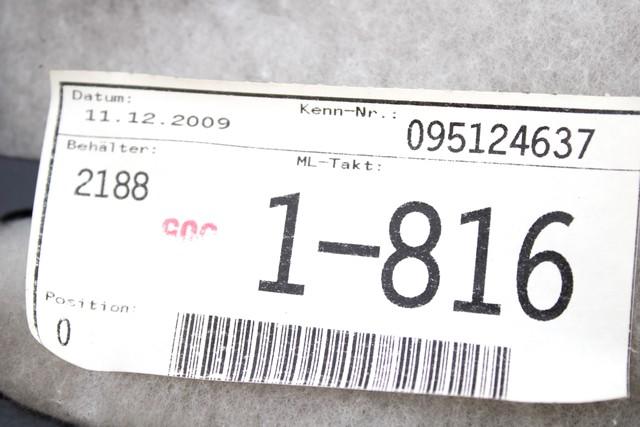 Datum:
11.12.2009
Kenn-Nr.:
095124637
Behälter:
2188
ML-Takt:
1-816
Position:
0